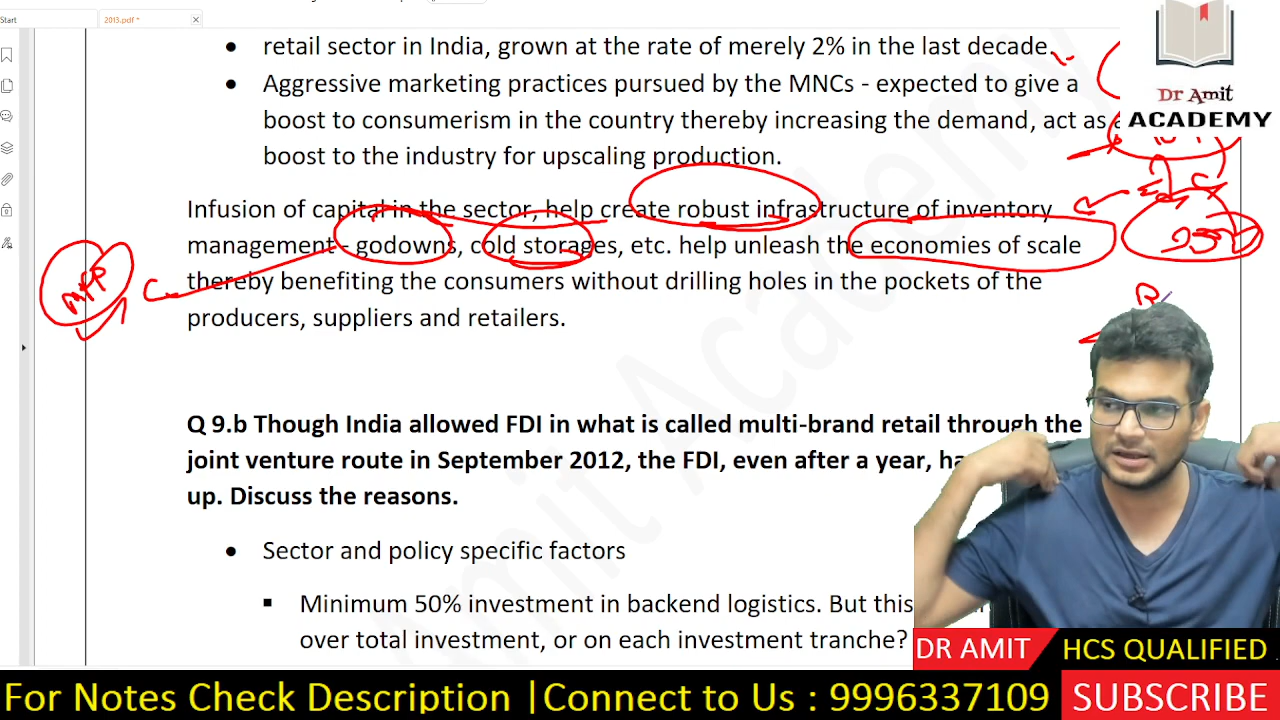 Start
2013.pdf *
retail sector in India, grown at the rate of merely 2% in the last decade.
Aggressive marketing practices pursued by the MNCs - expected to give a
boost to consumerism in the country thereby increasing the demand, act as
boost to the industry for upscaling production.
Infusion of capital in the sector, help create robust infrastructure of inventory
management - godowns, cold storages, etc. help unleash the economies of scale
thereby benefiting the consumers without drilling holes in the pockets of the
producers, suppliers and retailers.
MFP
Q 9.b Though India allowed FDI in what is called multi-brand retail through the
joint venture route in September 2012, the FDI, even after a year,
up. Discuss the reasons.
Sector and policy specific factors
Minimum 50% investment in backend logistics. But this
over total investment, or on each investment tranche?
Dr Amit
ACADEMY
Amit Academy
DR AMIT
HCS QUALIFIED
For Notes Check Description | Connect to Us : 9996337109
SUBSCRIBE